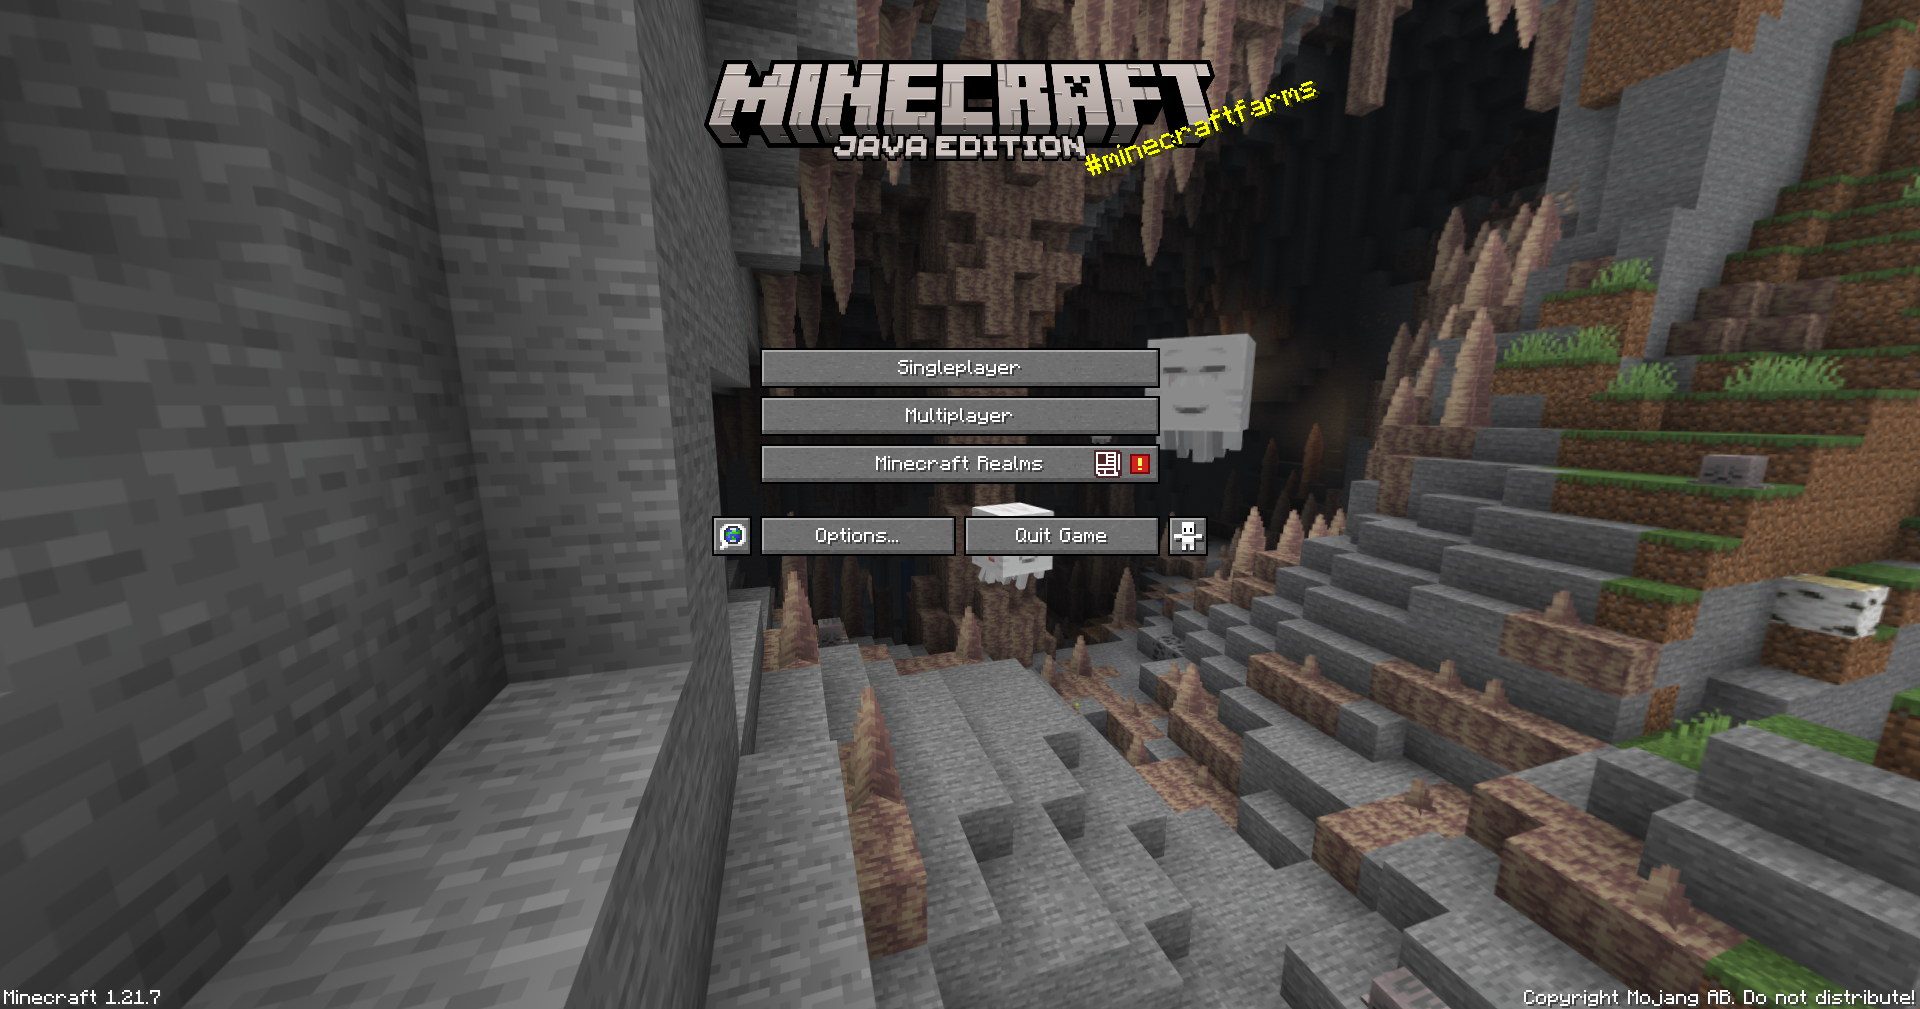 MINECRAFT
JAVA EDITION
#minecraftfarms
Singleplayer
Multiplayer
Minecraft Realms
!
Options...
Quit Game
Minecraft 1.21.7
Copyright Mojang AB. Do not distribute!